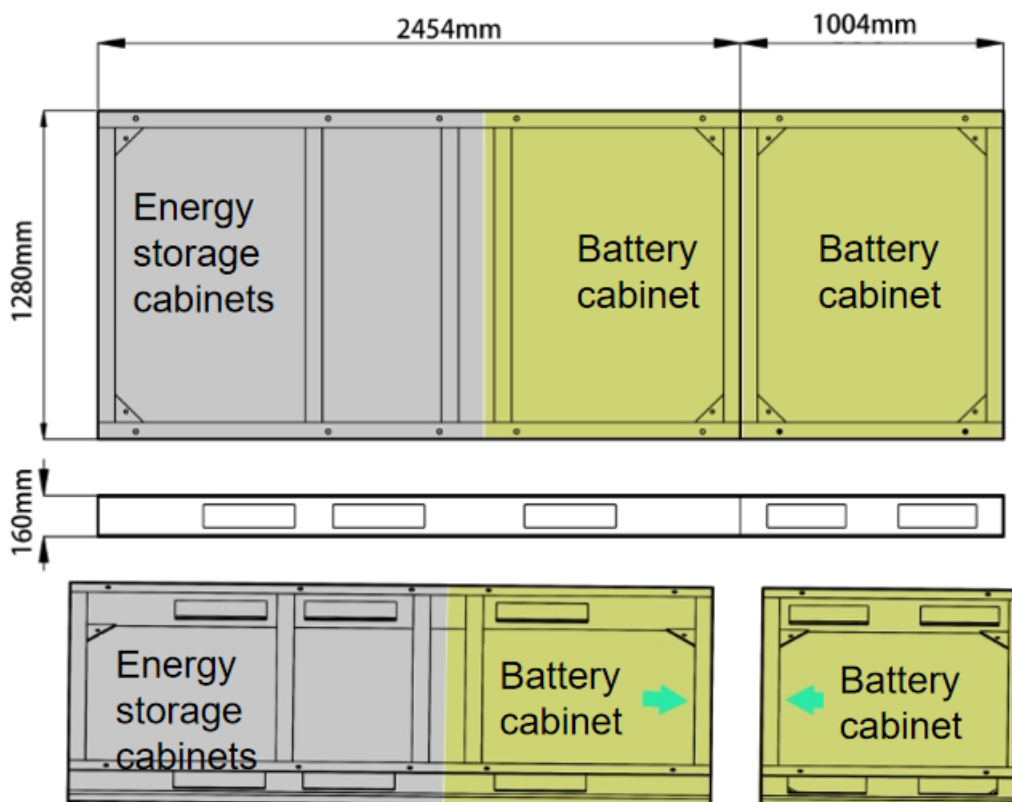 2454mm
1004mm
1280mm
Energy
storage
cabinets
Battery
cabinet
Battery
cabinet
160mm
Energy
storage
cabinets
Battery
cabinet
Battery
cabinet